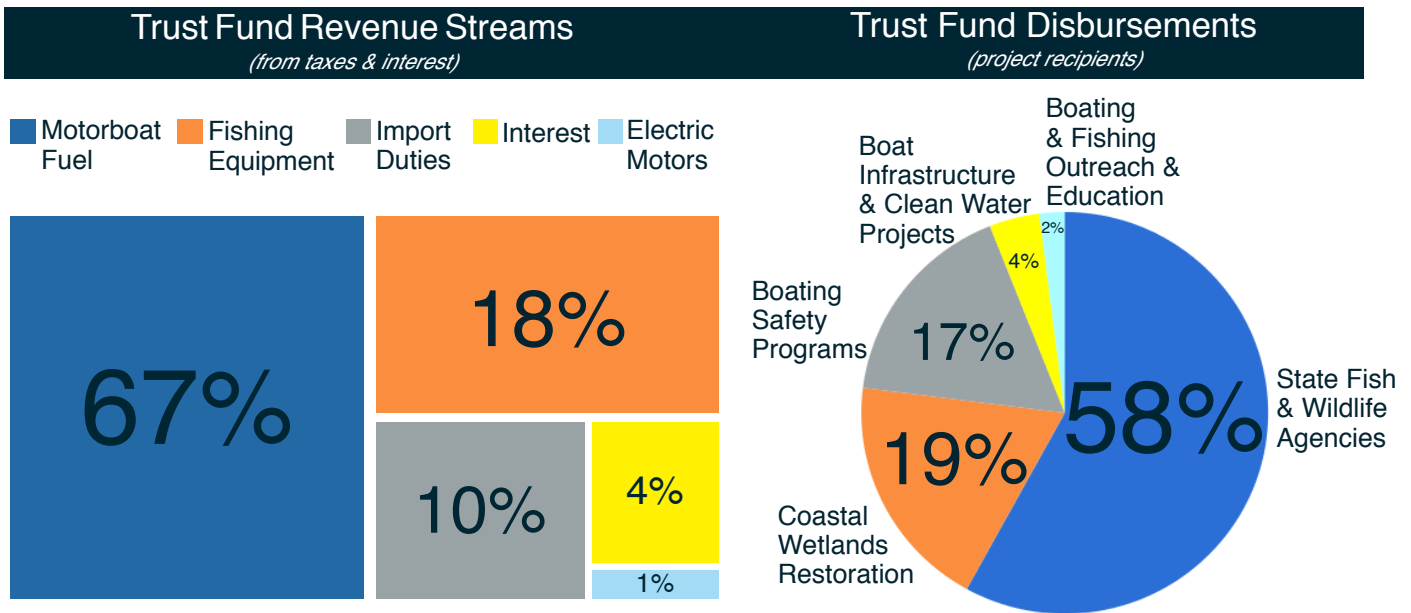 Trust Fund Revenue Streams
(from taxes & interest)
Motorboat
Fuel
Fishing
Equipment
Import
Duties
Interest
Electric
Motors
67%
18%
10%
4%
1%
Trust Fund Disbursements
(project recipients)
Boating
& Fishing
Outreach &
Education
Boat
Infrastructure
& Clean Water
Projects
2%
4%
Boating
Safety
Programs
17%
58%
State Fish
& Wildlife
Agencies
19%
Coastal
Wetlands
Restoration